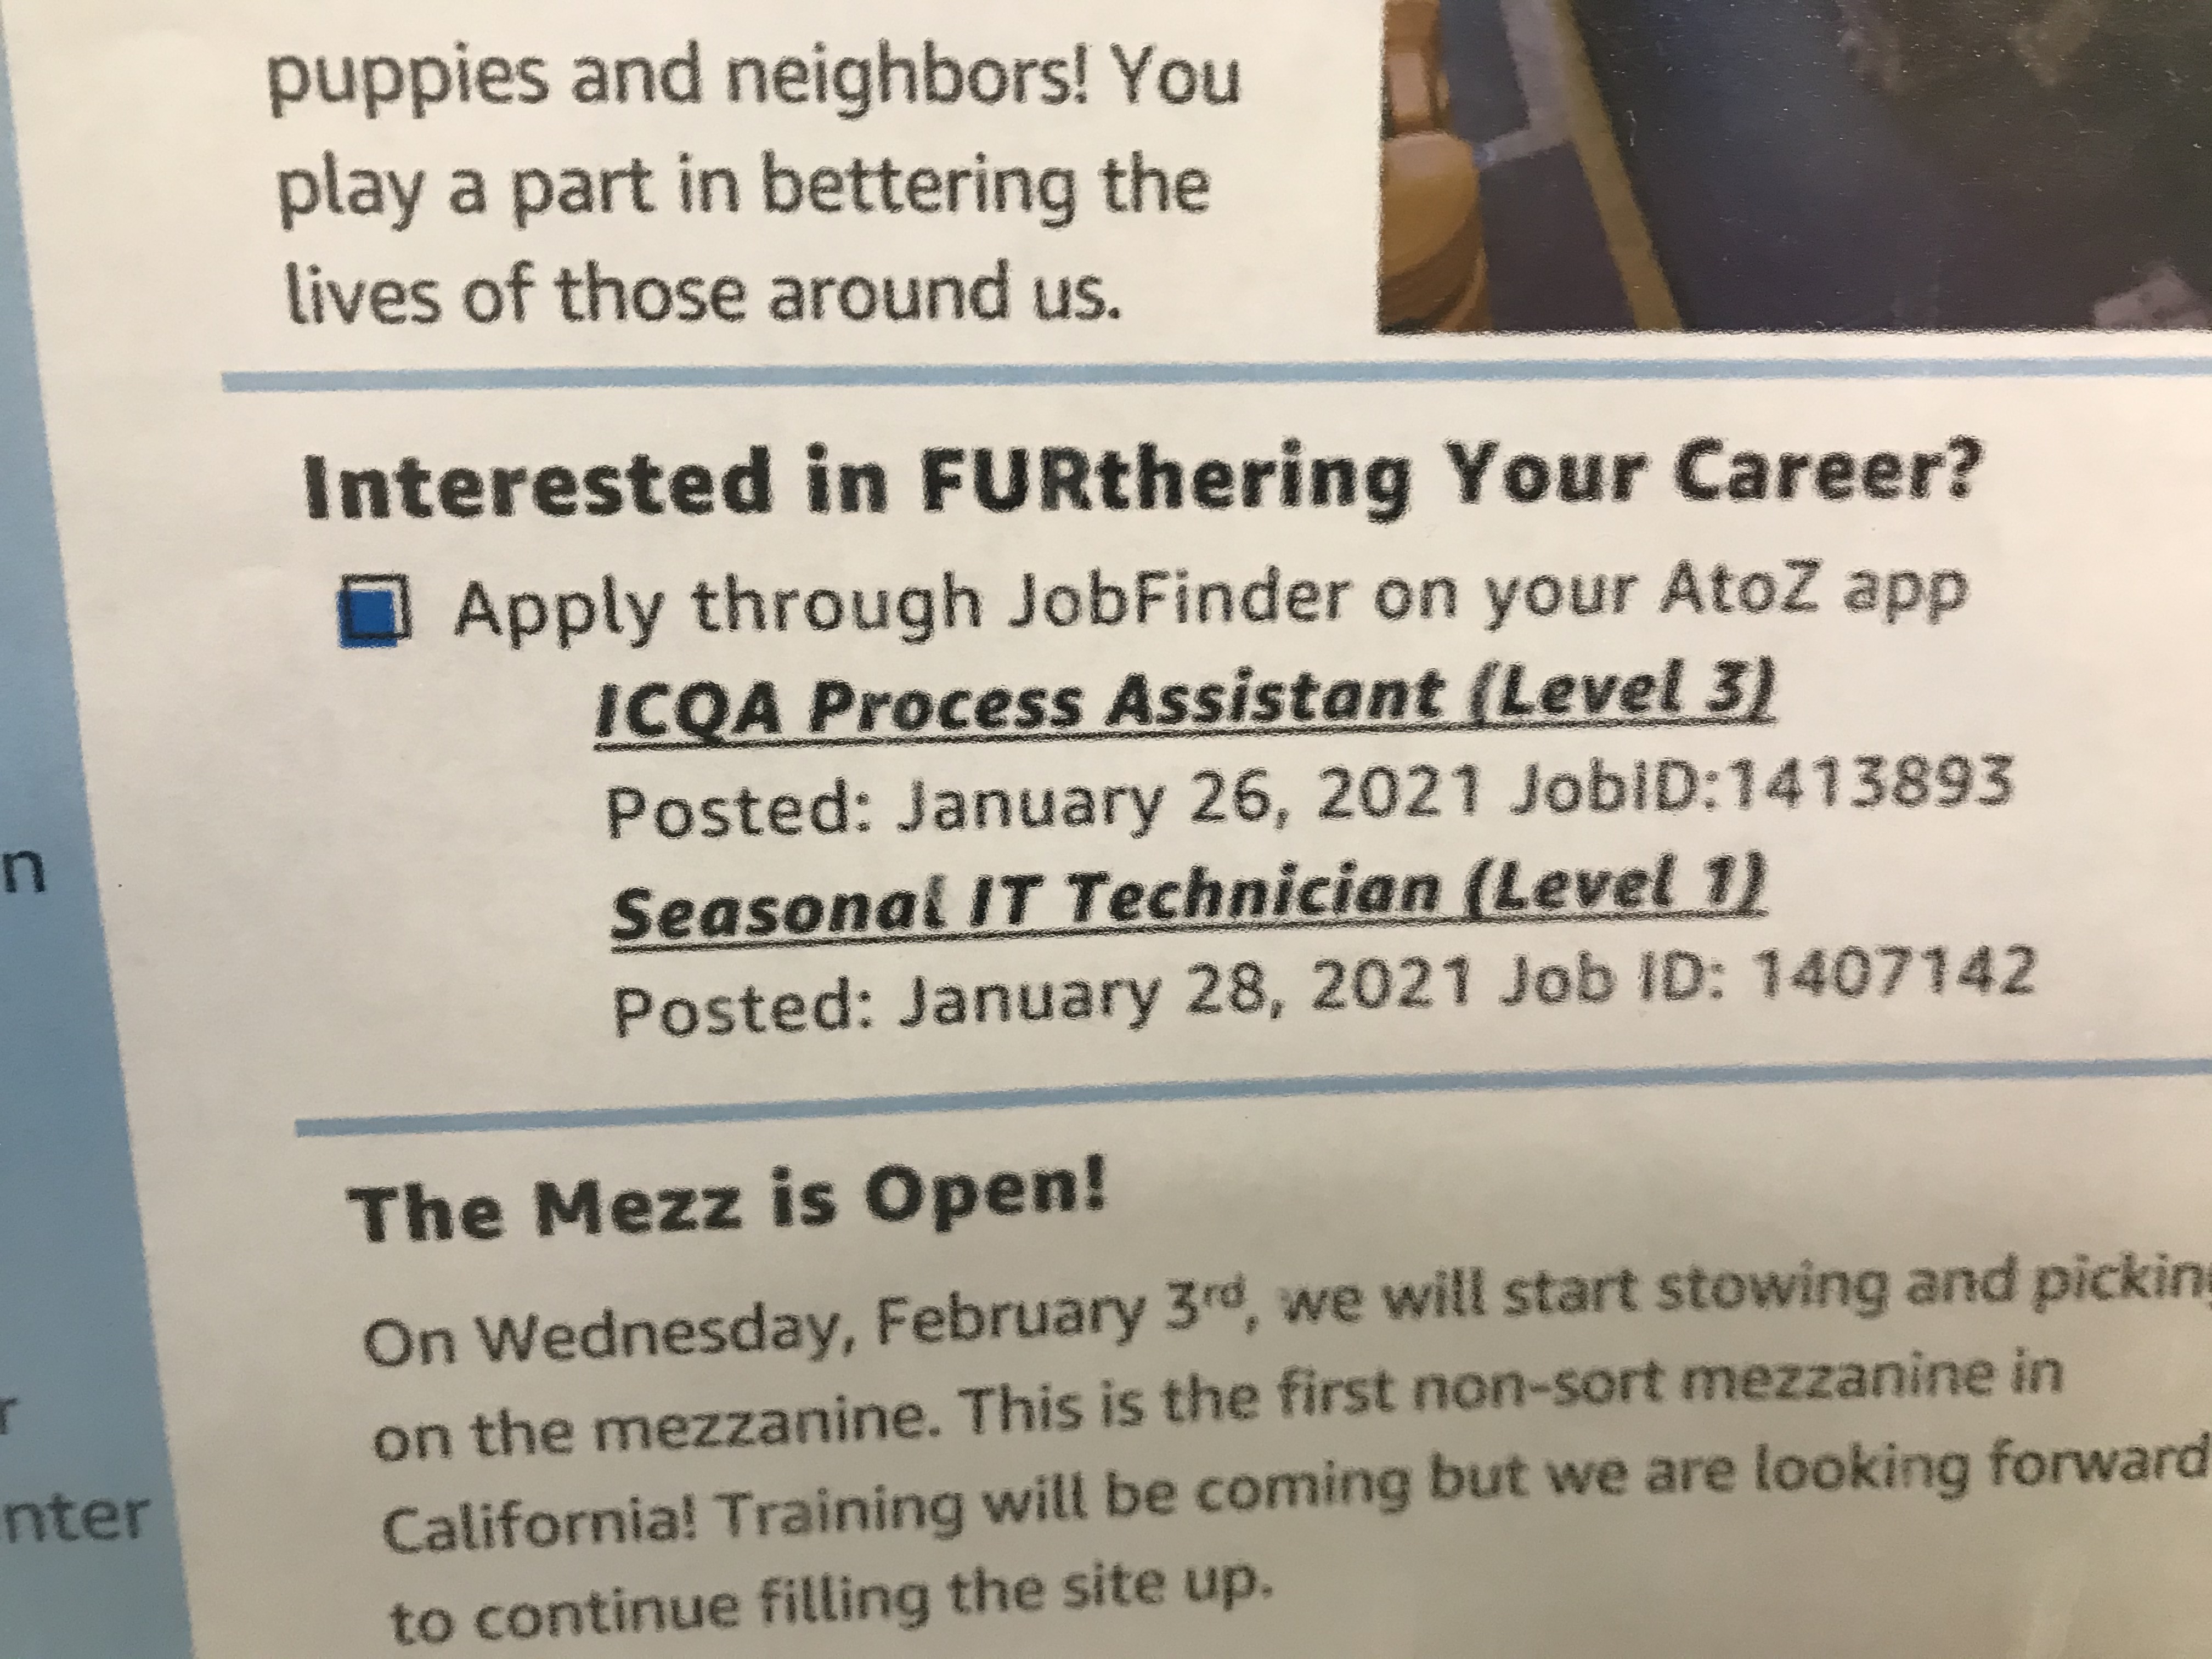 puppies and neighbors! You
play a part in bettering the
lives of those around us.
Interested in FURthering Your Career?
Apply through JobFinder on your AtoZ app
ICQA Process Assistant (Level 3)
Posted: January 26, 2021 JobID:1413893
Seasonal IT Technician (Level 1)
Posted: January 28, 2021 Job ID: 1407142
The Mezz is Open!
On Wednesday, February 3rd, we will start stowing and picking
on the mezzanine. This is the first non-sort mezzanine in
California! Training will be coming but we are looking forward
to continue filling the site up.
n
r
nter